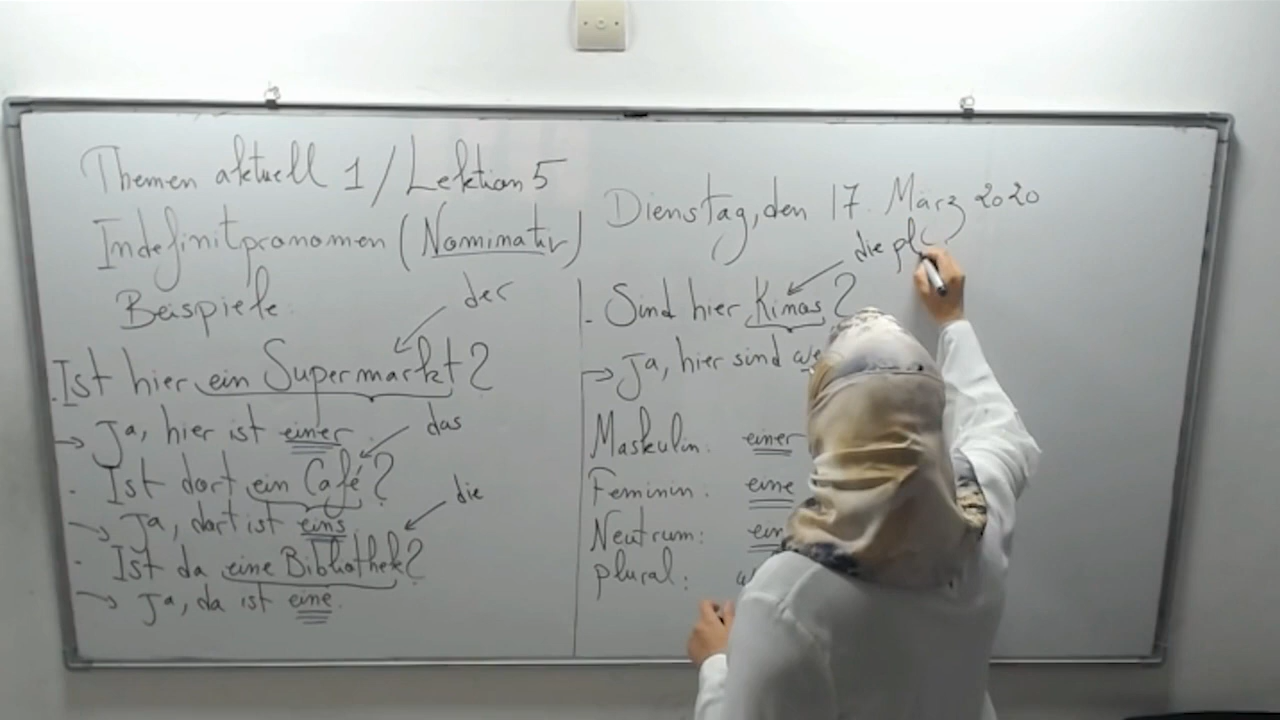 Themen aktuell 1 / Lektion 5
Indefinitpronomen (Nominativ)
Beispiele:
der
. Ist hier ein Supermarkt?
→ Ja, hier ist einer.
das
. Ist dort ein Café?
→ Ja, dort ist eins.
die
. Ist da eine Bibliothek?
→ Ja, da ist eine.
Dienstag, den 17. März 2020
die pl
. Sind hier Kinos?
→ Ja, hier sind
Maskulin: einer
Feminin: eine
Neutrum:
plural: